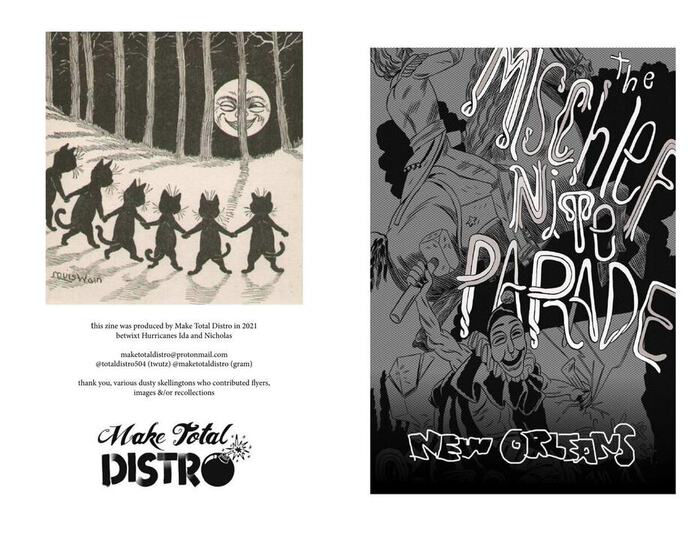 Louis Wain
this zine was produced by Make Total Distro in 2021
betwixt Hurricanes Ida and Nicholas
maketotaldistro@protonmail.com
@totaldistro504 (twutz) @maketotaldistro (gram)
thank you, various dusty skellingtons who contributed flyers,
images &/or recollections
Make Total
DISTRO
the
MiScHieF
NiTe
PARADE
NEW ORLEANS